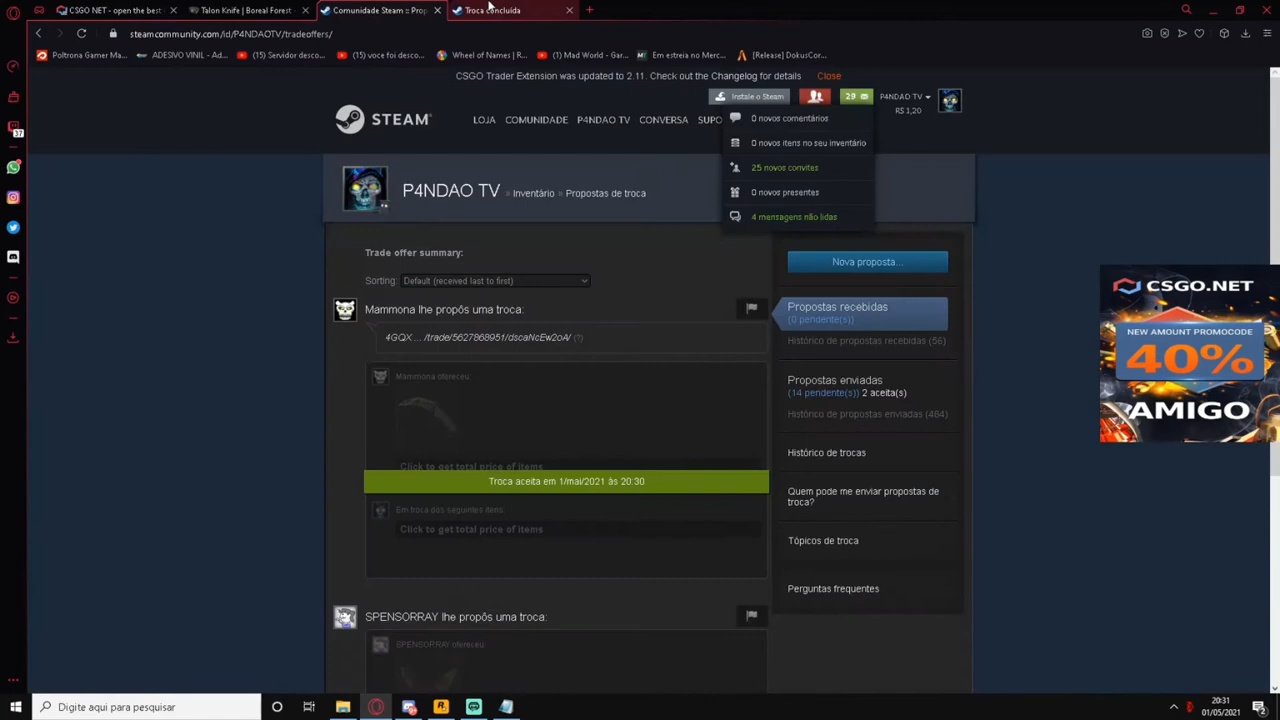 CSGO.NET - open the best
Talon Knife | Boreal Forest
Comunidade Steam :: Prop
Troca concluída
steamcommunity.com/id/P4NDAOTV/tradeoffers/
Poltrona Gamer Ma...
ADESIVO VINIL - Ad...
(15) Servidor desco...
(15) voce foi descon...
Wheel of Names | R...
(1) Mad World - Gar...
Em estreia no Merc...
[Release] DokusCor...
CSGO Trader Extension was updated to 2.11. Check out the Changelog for details
Close
Instale o Steam
29
P4NDAO TV
R$ 1,20
STEAM
LOJA
COMUNIDADE
P4NDAO TV
CONVERSA
SUPO
0 novos comentários
0 novos itens no seu inventário
25 novos convites
0 novos presentes
4 mensagens não lidas
P4NDAO TV » Inventário » Propostas de troca
Trade offer summary:
Sorting: Default (received last to first)
Mammona lhe propôs uma troca:
4GQX ... /trade/5627868951/dscaNcEw2oA/ (?)
Mammona ofereceu:
Click to get total price of items
Troca aceita em 1/mai/2021 às 20:30
Em troca dos seguintes itens
Click to get total price of items
SPENSORRAY lhe propôs uma troca:
SPENSORRAY ofereceu:
Nova proposta...
Propostas recebidas
(0 pendente(s))
Histórico de propostas recebidas (56)
Propostas enviadas
(14 pendente(s)) 2 aceita(s)
Histórico de propostas enviadas (484)
Histórico de trocas
Quem pode me enviar propostas de
troca?
Tópicos de troca
Perguntas frequentes
CSGO.NET
NEW AMOUNT PROMOCODE
40%
AMIGO
37
Digite aqui para pesquisar
20:31
01/05/2021
2